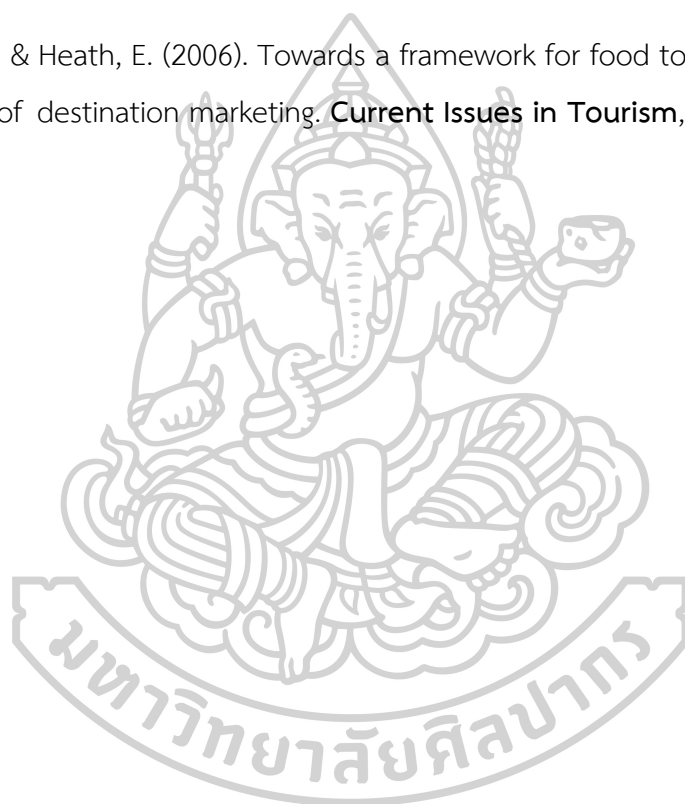 & Heath, E. (2006). Towards a framework for food to
of destination marketing. Current Issues in Tourism,
มหาวิทยาลัยศิลปากร